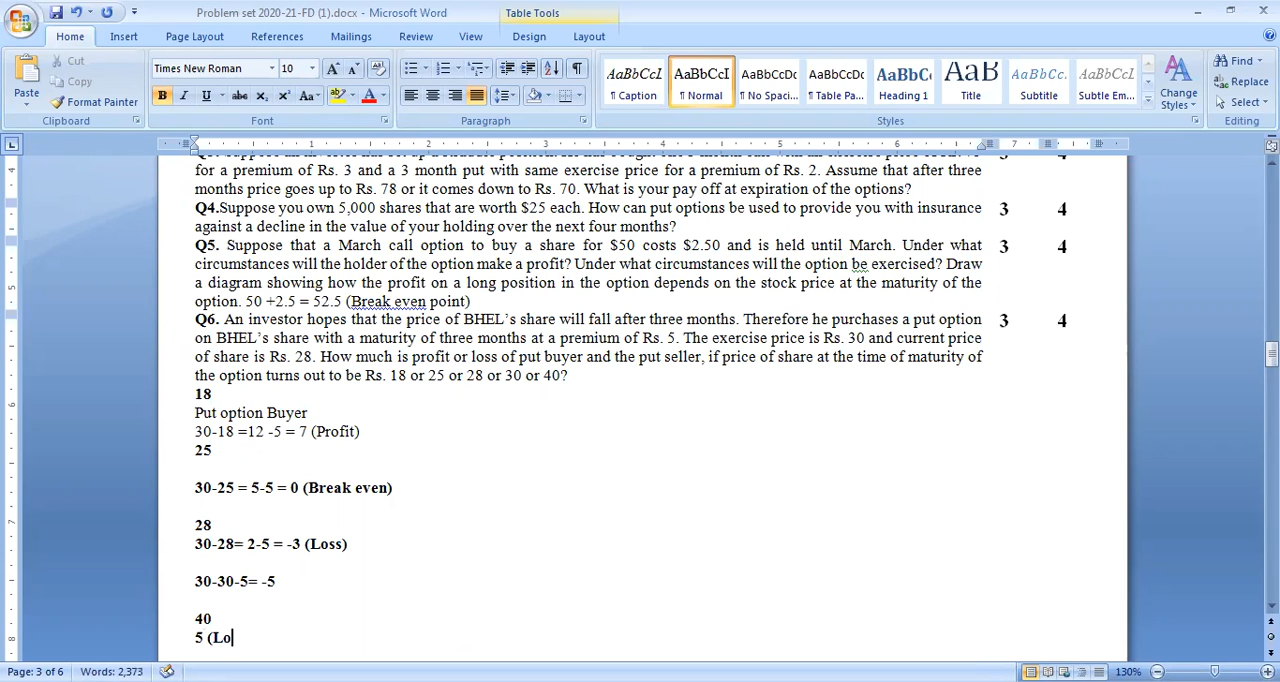 Problem set 2020-21-FD (1).docx - Microsoft Word
Table Tools
Home Insert Page Layout References Mailings Review View Design Layout
Cut
Copy
Format Painter
Paste
Times New Roman 10
AaBbCcI AaBbCcI AaBbCcDc AaBbCcDc AaBbC AaB AaBbCc. AaBbCc.
¶ Caption ¶ Normal ¶ No Spaci... ¶ Table Pa... Heading 1 Title Subtitle Subtle Em...
Change
Styles
Find
Replace
Select
Clipboard Font Paragraph Styles Editing
for a premium of Rs. 3 and a 3 month put with same exercise price for a premium of Rs. 2. Assume that after three
months price goes up to Rs. 78 or it comes down to Rs. 70. What is your pay off at expiration of the options?
Q4.Suppose you own 5,000 shares that are worth $25 each. How can put options be used to provide you with insurance 3 4
against a decline in the value of your holding over the next four months?
Q5. Suppose that a March call option to buy a share for $50 costs $2.50 and is held until March. Under what 3 4
circumstances will the holder of the option make a profit? Under what circumstances will the option be exercised? Draw
a diagram showing how the profit on a long position in the option depends on the stock price at the maturity of the
option. 50 +2.5 = 52.5 (Break even point)
Q6. An investor hopes that the price of BHEL’s share will fall after three months. Therefore he purchases a put option 3 4
on BHEL’s share with a maturity of three months at a premium of Rs. 5. The exercise price is Rs. 30 and current price
of share is Rs. 28. How much is profit or loss of put buyer and the put seller, if price of share at the time of maturity of
the option turns out to be Rs. 18 or 25 or 28 or 30 or 40?
18
Put option Buyer
30-18 =12 -5 = 7 (Profit)
25
30-25 = 5-5 = 0 (Break even)
28
30-28= 2-5 = -3 (Loss)
30-30-5= -5
40
5 (Lo
Page: 3 of 6 Words: 2,373 130%